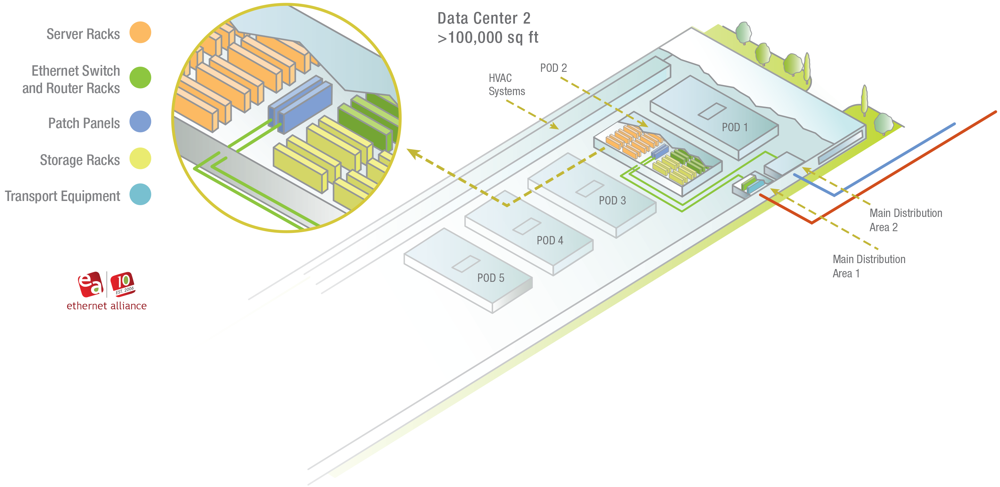 Data Center 2
>100,000 sq ft
Server Racks
Ethernet Switch
and Router Racks
Patch Panels
Storage Racks
Transport Equipment
HVAC
Systems
POD 2
POD 1
POD 3
POD 4
POD 5
Main Distribution
Area 2
Main Distribution
Area 1
ea
10
EST. 2006
ethernet alliance